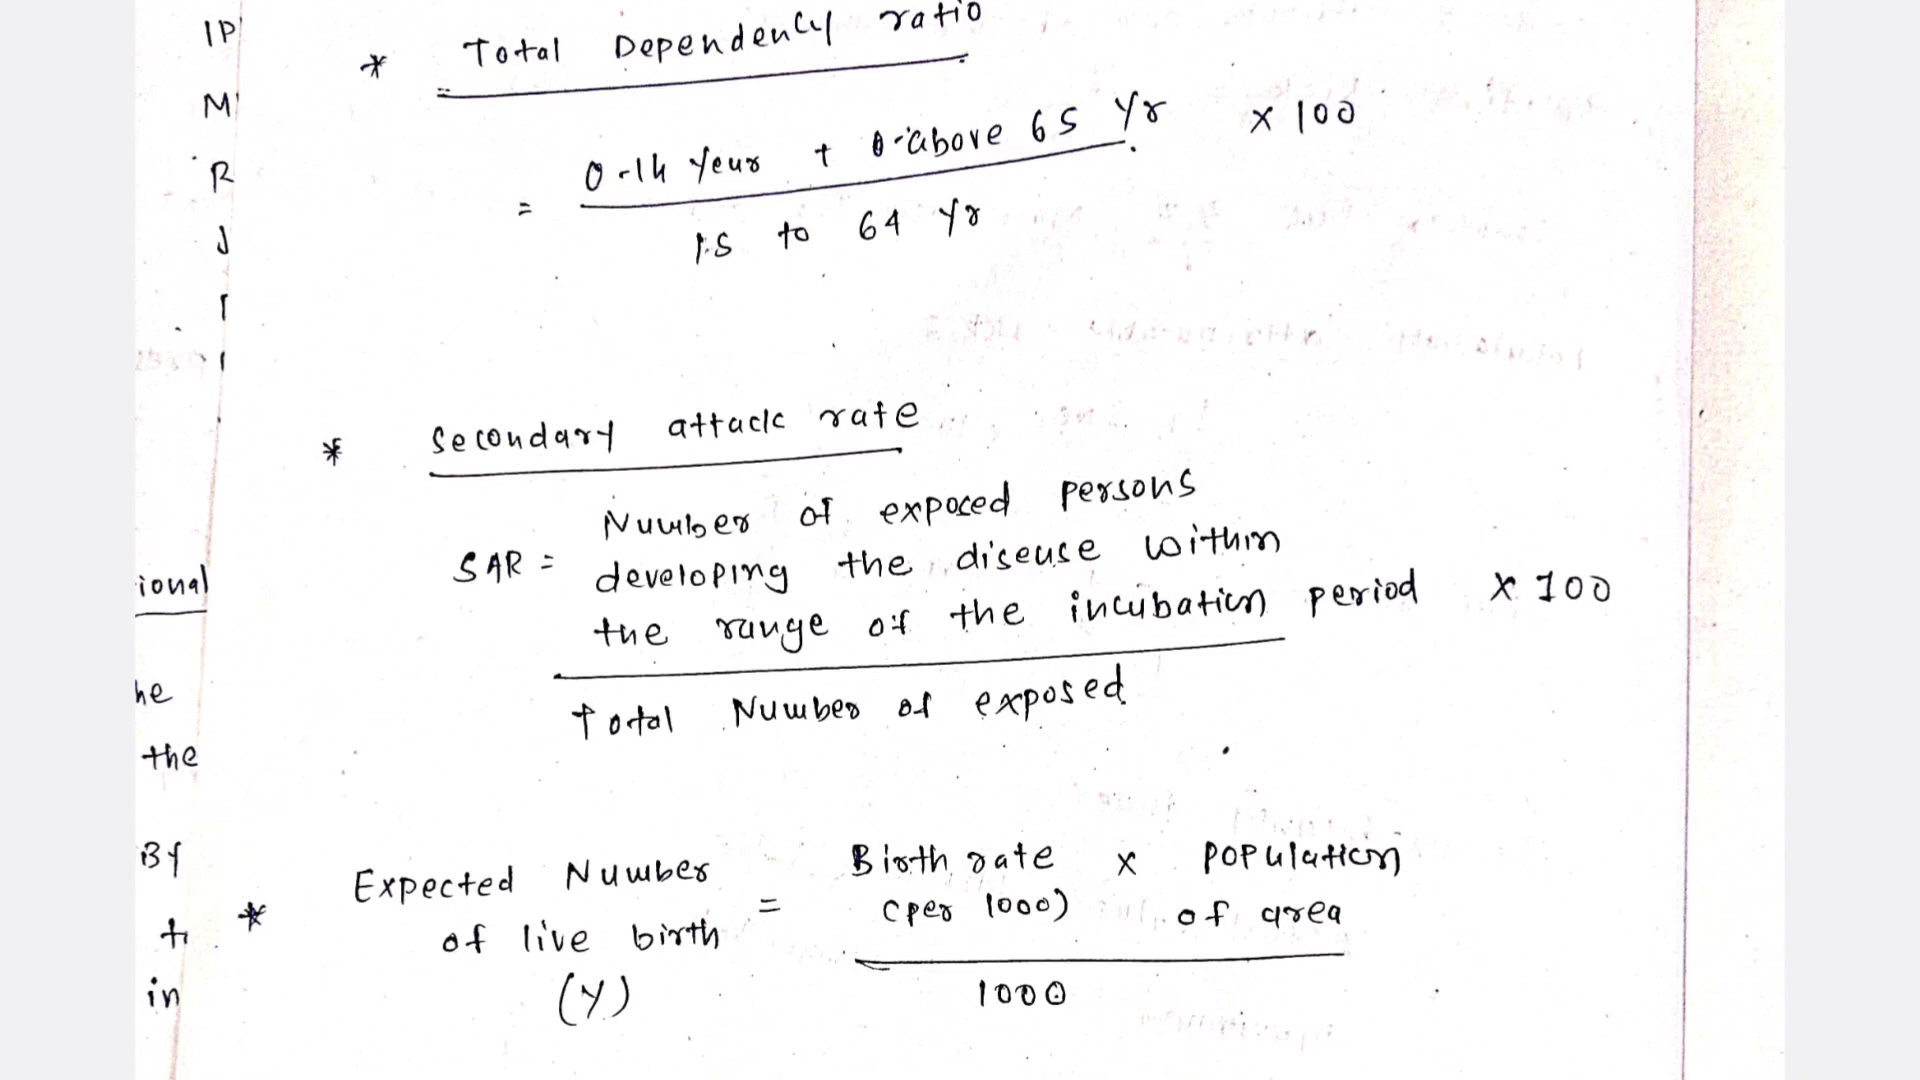 IP
M
R
J
I
I
ional
he
the
By
in
* Total Dependency ratio
= 0-14 year + above 65 yr × 100
15 to 64 yr
* Secondary attack rate
Number of exposed persons
SAR = developing the disease within
the range of the incubation period × 100
Total Number of exposed
* Expected Number = Birth rate × population
of live birth (per 1000) of area
(Y) 1000